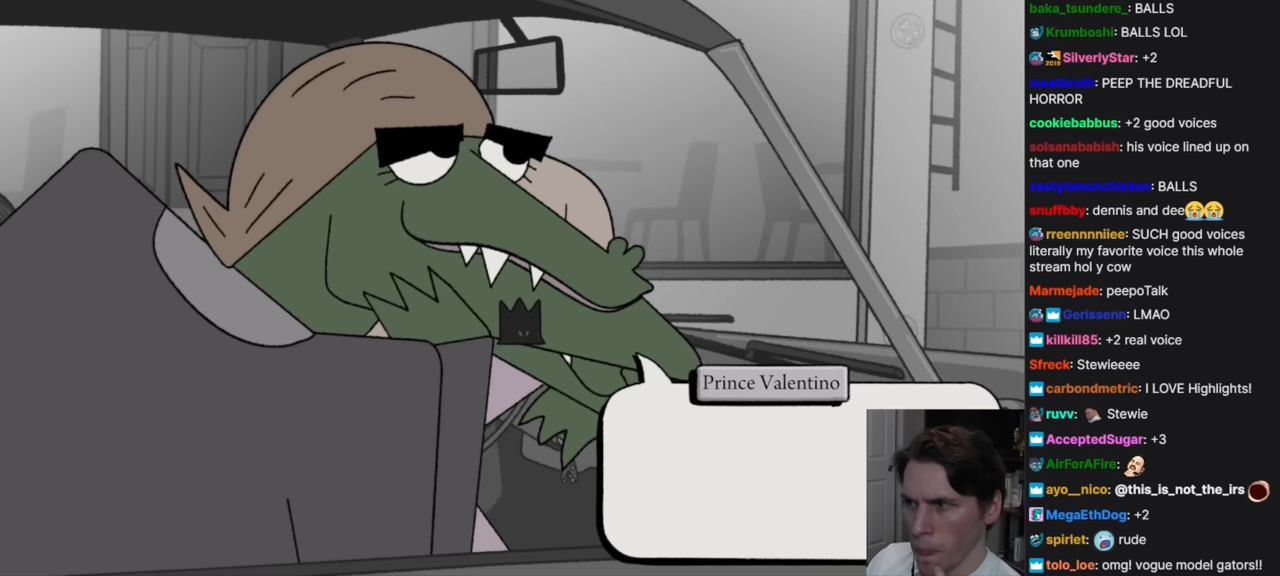 Prince Valentino
baka_tsundere_: BALLS
Krumboshi: BALLS LOL
SilverlyStar: +2
meatbroth: PEEP THE DREADFUL
HORROR
cookiebabbus: +2 good voices
solsanababish: his voice lined up on
that one
zestylemonchicken: BALLS
snuffbby: dennis and dee😭😭
rreennnniiee: SUCH good voices
literally my favorite voice this whole
stream hol y cow
Marmejade: peepoTalk
Gerissenn: LMAO
killkill85: +2 real voice
Sfreck: Stewieeee
carbondmetric: I LOVE Highlights!
ruvv: Stewie
AcceptedSugar: +3
AirForAFire:
ayo__nico: @this_is_not_the_irs
MegaEthDog: +2
spirlet: rude
tolo_loe: omg! vogue model gators!!